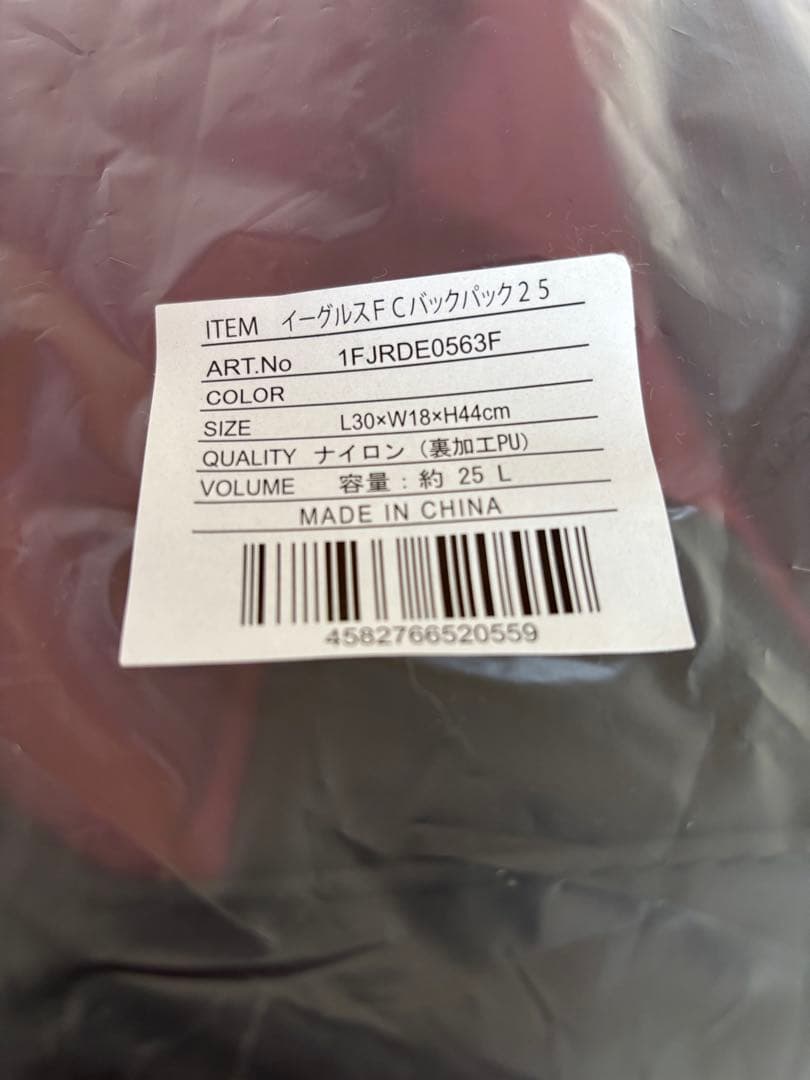 ITEM イーグルスFCバックパック25
ART.No 1FJRDE0563F
COLOR
SIZE L30×W18×H44cm
QUALITY ナイロン（裏加工PU）
VOLUME 容量：約 25 L
MADE IN CHINA
4582766520559